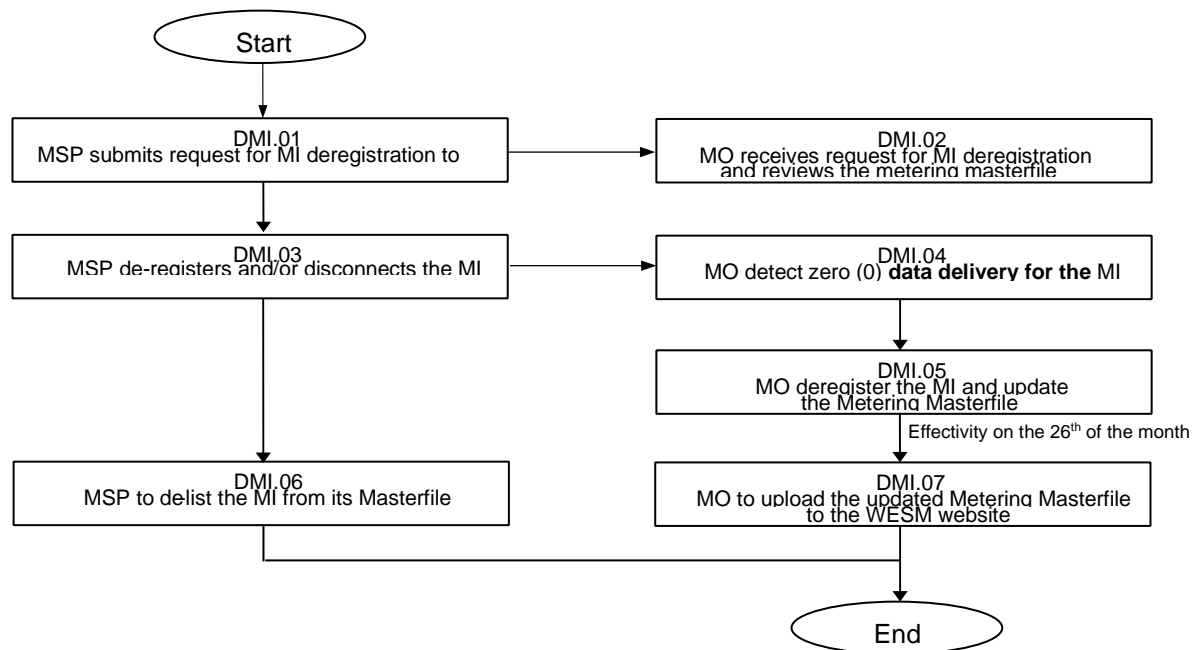 Start
DMI.01
MSP submits request for MI deregistration to
DMI.02
MO receives request for MI deregistration
and reviews the metering masterfile
DMI.03
MSP de-registers and/or disconnects the MI
DMI.04
MO detect zero (0) data delivery for the MI
DMI.05
MO deregister the MI and update
the Metering Masterfile
Effectivity on the 26th of the month
DMI.06
MSP to delist the MI from its Masterfile
DMI.07
MO to upload the updated Metering Masterfile
to the WESM website
End